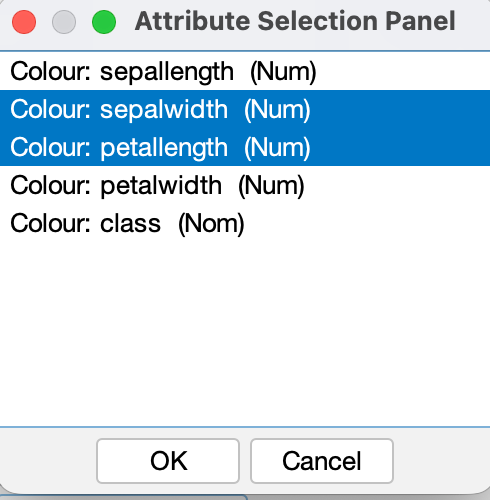 Attribute Selection Panel
Colour: sepallength (Num)
Colour: sepalwidth (Num)
Colour: petallength (Num)
Colour: petalwidth (Num)
Colour: class (Nom)
OK Cancel